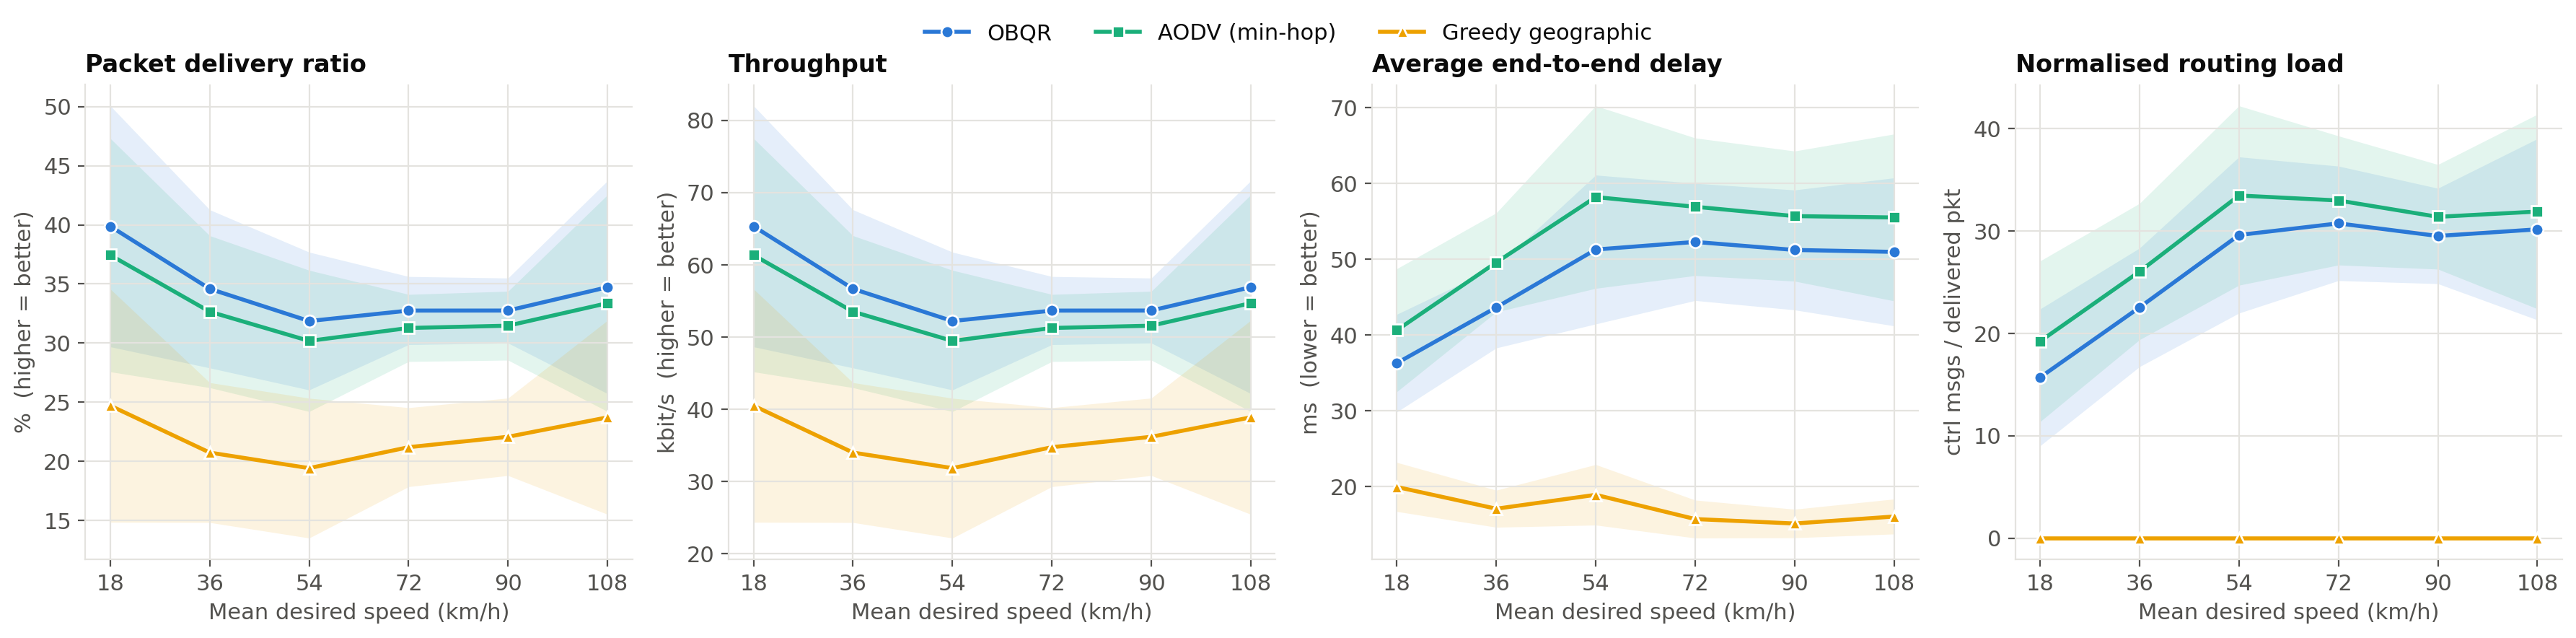 OBQR AODV (min-hop) Greedy geographic
Packet delivery ratio
% (higher = better)
50
45
40
35
30
25
20
15
18 36 54 72 90 108
Mean desired speed (km/h)
Throughput
kbit/s (higher = better)
80
70
60
50
40
30
20
18 36 54 72 90 108
Mean desired speed (km/h)
Average end-to-end delay
ms (lower = better)
70
60
50
40
30
20
18 36 54 72 90 108
Mean desired speed (km/h)
Normalised routing load
ctrl msgs / delivered pkt
40
30
20
10
0
18 36 54 72 90 108
Mean desired speed (km/h)